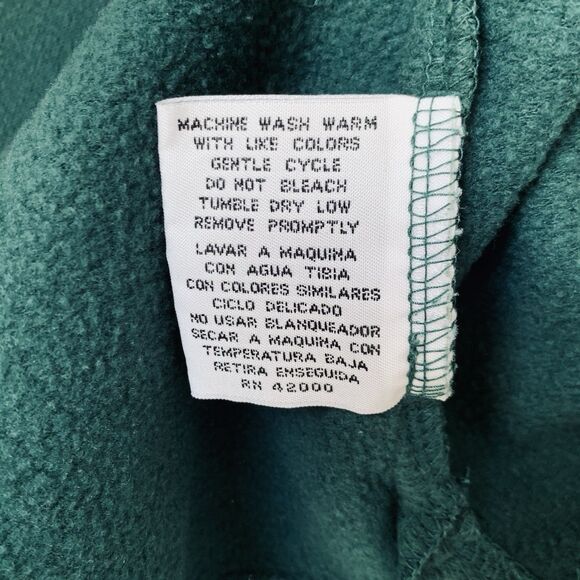 MACHINE WASH WARM
WITH LIKE COLORS
GENTLE CYCLE
DO NOT BLEACH
TUMBLE DRY LOW
REMOVE PROMPTLY
LAVAR A MAQUINA
CON AGUA TIBIA
CON COLORES SIMILARES
CICLO DELICADO
NO USAR BLANQUEADOR
SECAR A MAQUINA CON
TEMPERATURA BAJA
RETIRA ENSEGUIDA
RN 42000